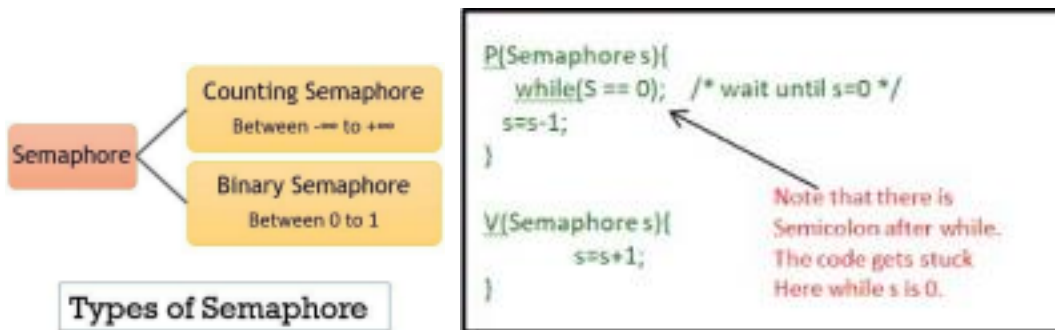 Semaphore
Counting Semaphore
Between -∞ to +∞
Binary Semaphore
Between 0 to 1
Types of Semaphore
P(Semaphore s){
while(S == 0); /* wait until s=0 */
s=s-1;
}
V(Semaphore s){
s=s+1;
}
Note that there is
Semicolon after while.
The code gets stuck
Here while s is 0.